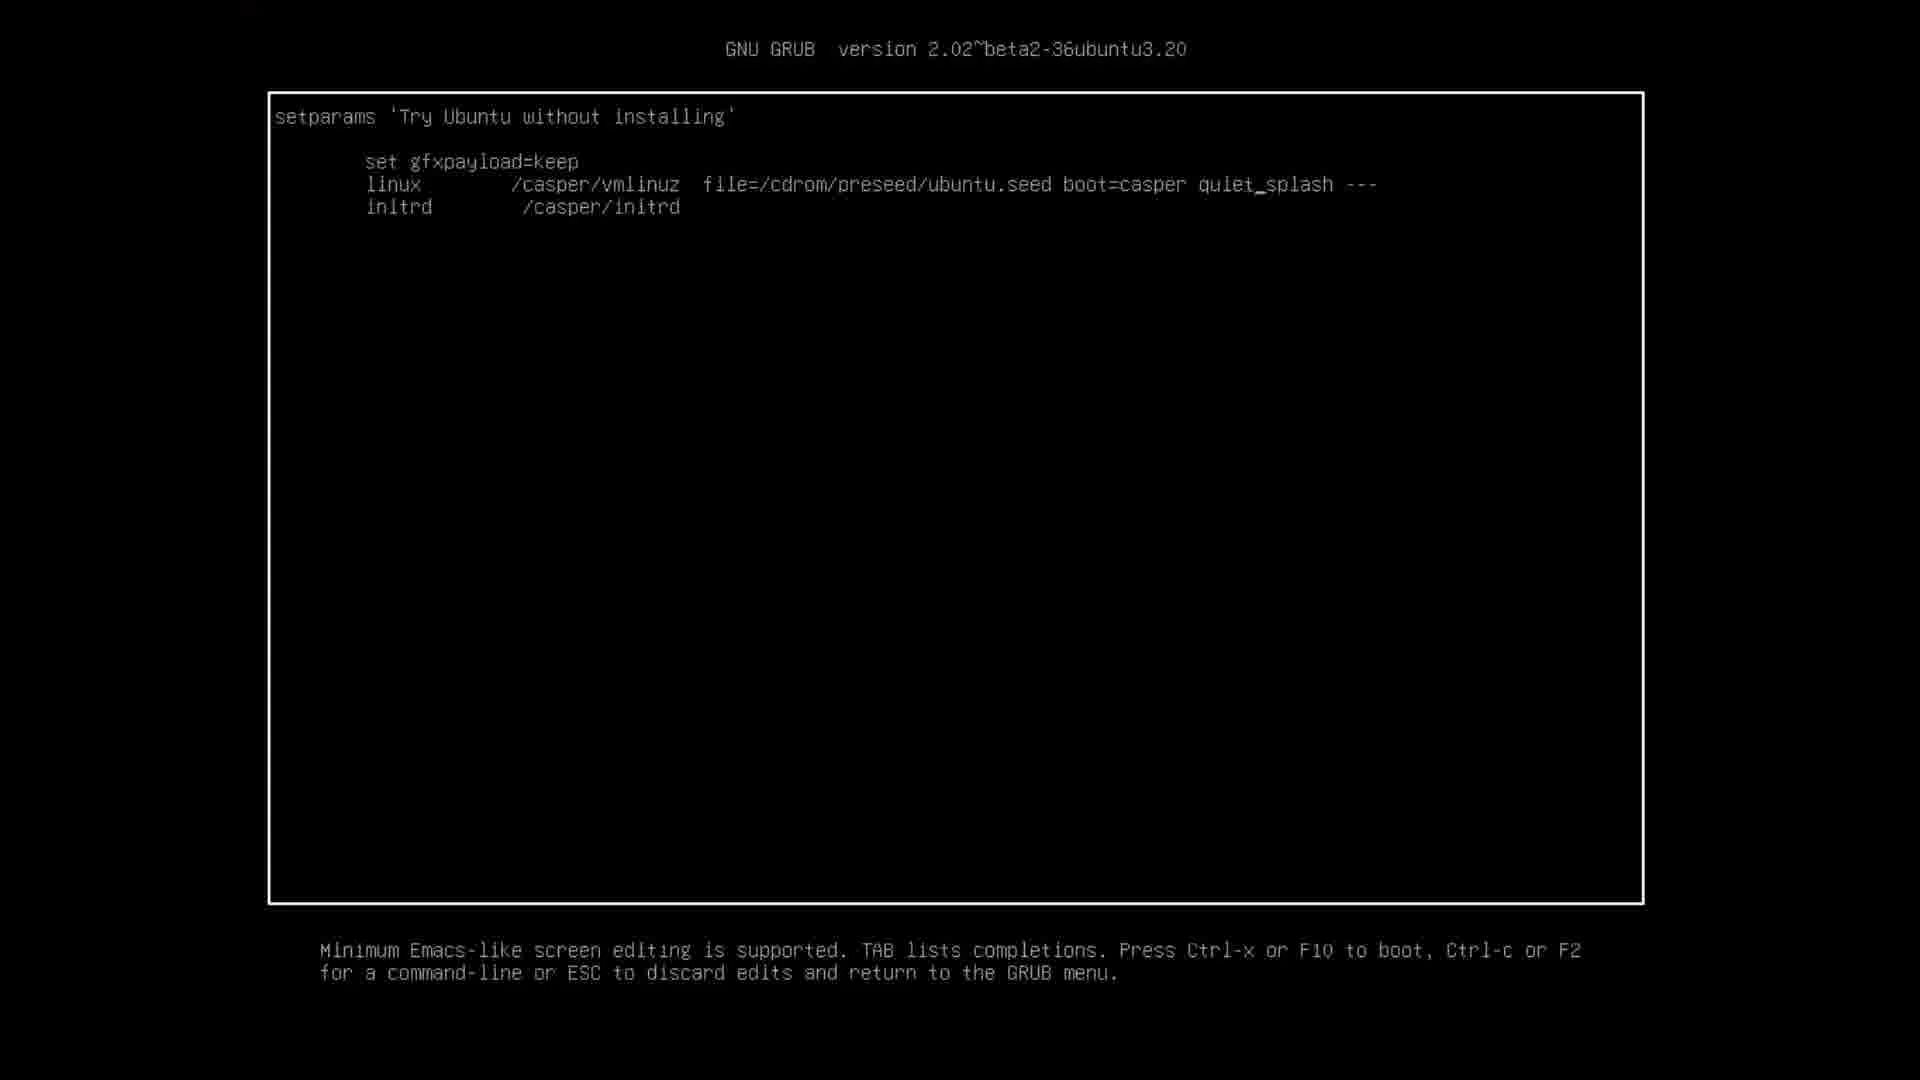 GNU GRUB  version 2.02~beta2-36ubuntu3.20
setparams 'Try Ubuntu without installing'
set gfxpayload=keep
linux        /casper/vmlinuz  file=/cdrom/preseed/ubuntu.seed boot=casper quiet_splash ---
initrd        /casper/initrd
Minimum Emacs-like screen editing is supported. TAB lists completions. Press Ctrl-x or F10 to boot, Ctrl-c or F2
for a command-line or ESC to discard edits and return to the GRUB menu.